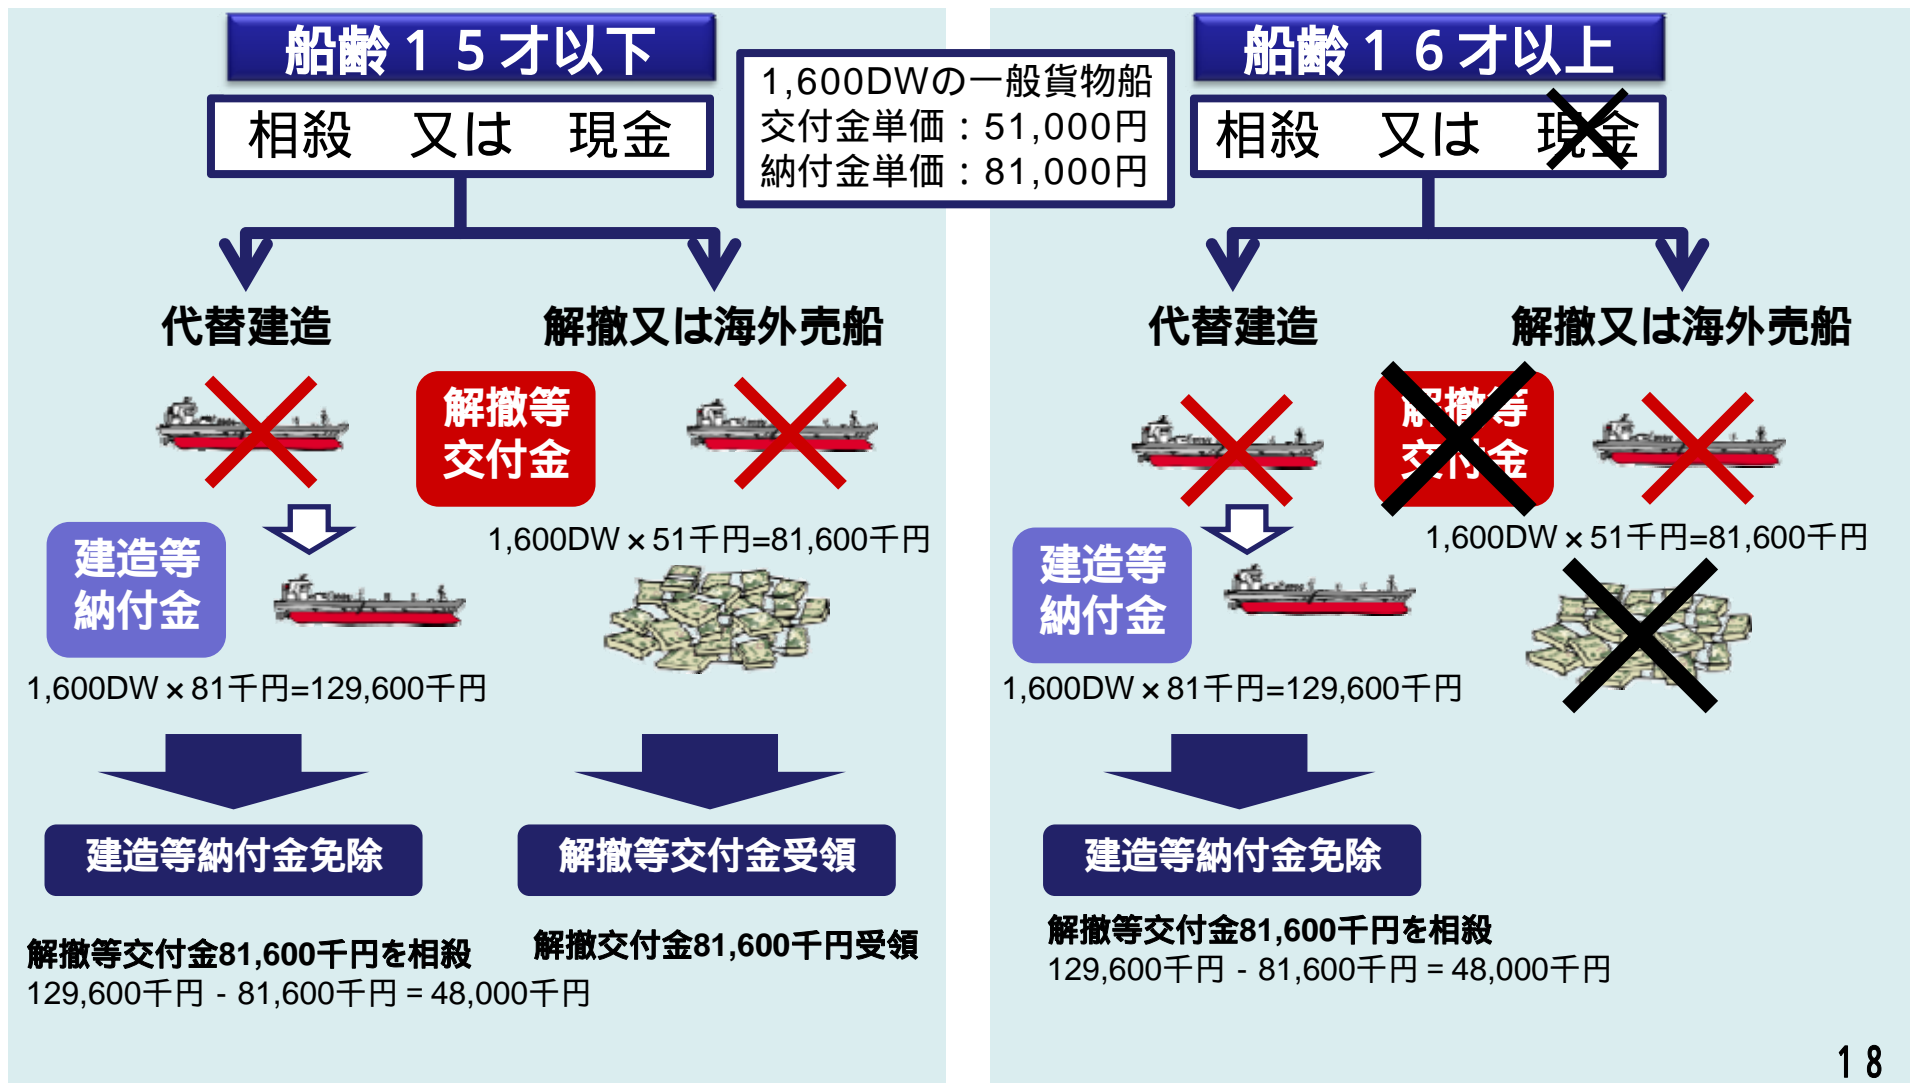 船齢１５才以下
相殺　又は　現金
1,600DWの一般貨物船
交付金単価：51,000円
納付金単価：81,000円
代替建造
解撤又は海外売船
解撤等
交付金
1,600DW×51千円=81,600千円
建造等
納付金
1,600DW×81千円=129,600千円
建造等納付金免除
解撤等交付金受領
解撤等交付金81,600千円を相殺
129,600千円 - 81,600千円 = 48,000千円
解撤交付金81,600千円受領
船齢１６才以上
相殺　又は　現金
代替建造
解撤又は海外売船
解撤等
交付金
1,600DW×51千円=81,600千円
建造等
納付金
1,600DW×81千円=129,600千円
建造等納付金免除
解撤等交付金81,600千円を相殺
129,600千円 - 81,600千円 = 48,000千円
18